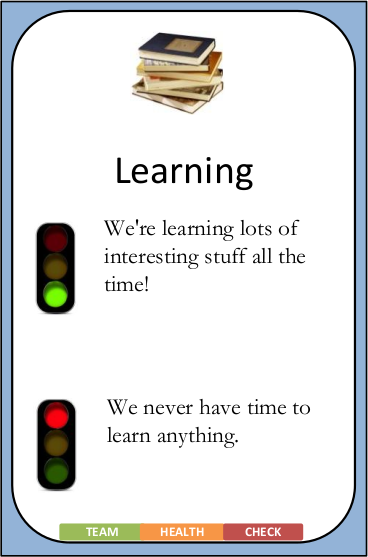 Learning
We're learning lots of
interesting stuff all the
time!
We never have time to
learn anything.
TEAM HEALTH CHECK